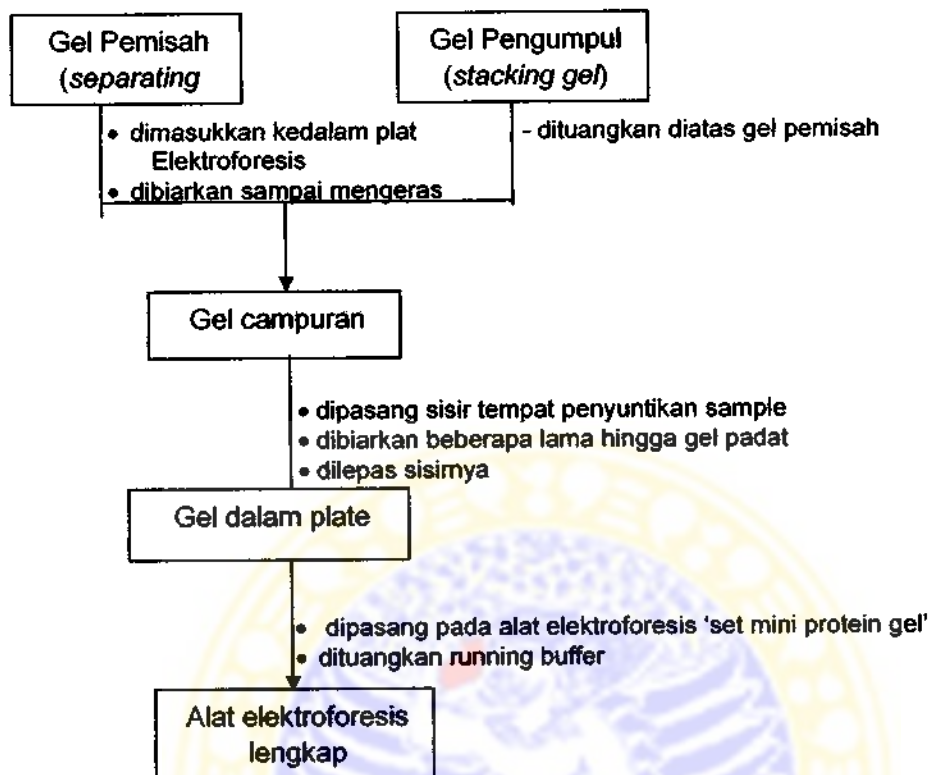 Gel Pemisah
(separating
Gel Pengumpul
(stacking gel)
• dimasukkan kedalam plat
Elektroforesis
• dibiarkan sampai mengeras
- dituangkan diatas gel pemisah
Gel campuran
• dipasang sisir tempat penyuntikan sample
• dibiarkan beberapa lama hingga gel padat
• dilepas sisirnya
Gel dalam plate
• dipasang pada alat elektroforesis 'set mini protein gel'
• dituangkan running buffer
Alat elektroforesis
lengkap